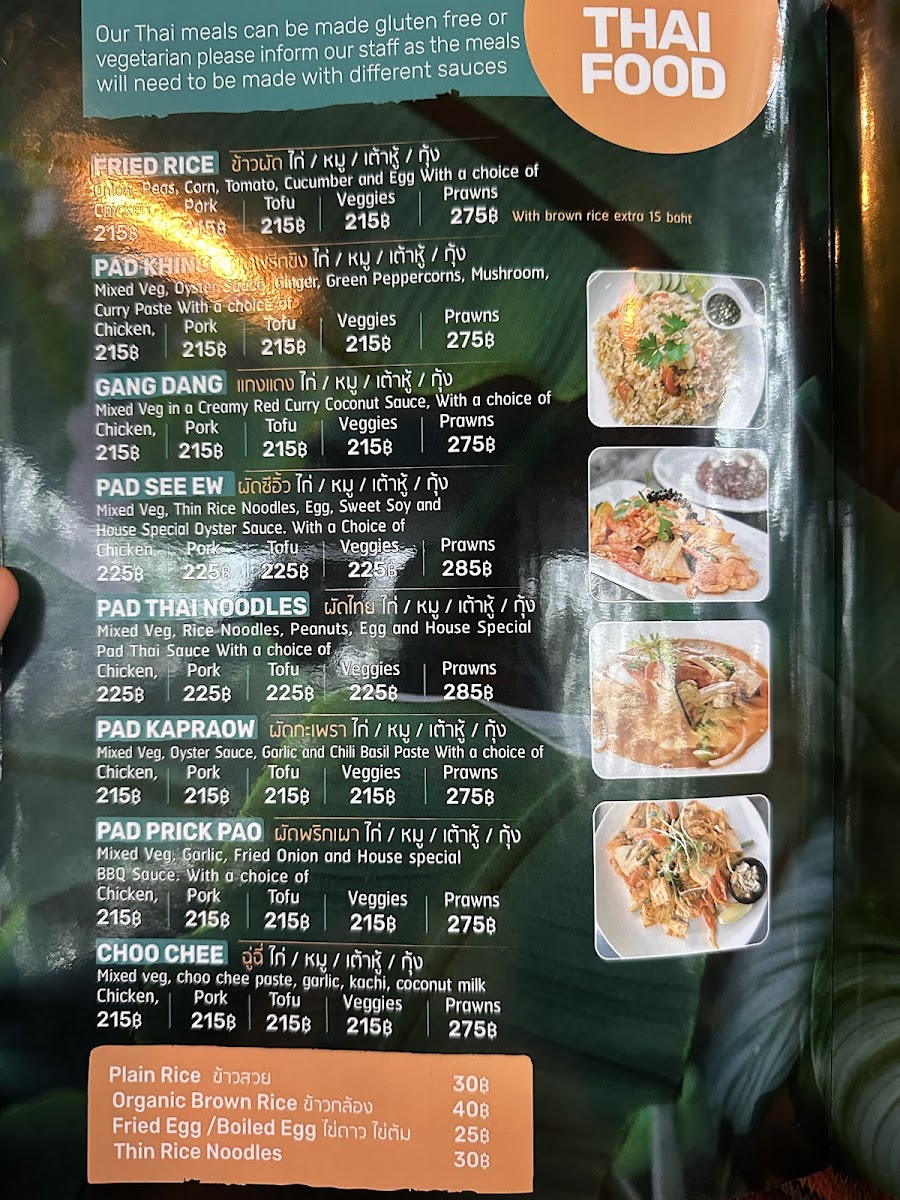 Our Thai meals can be made gluten free or
vegetarian please inform our staff as the meals
will need to be made with different sauces
THAI
FOOD
FRIED RICE ข้าวผัด ไก่ / หมู / เต้าหู้ / กุ้ง
Onion, Peas, Corn, Tomato, Cucumber and Egg With a choice of
Chicken, Pork Tofu Veggies Prawns
215฿ 215฿ 215฿ 215฿ 275฿ With brown rice extra 15 baht
PAD KHING ผัดพริกขิง ไก่ / หมู / เต้าหู้ / กุ้ง
Mixed Veg, Oyster Sauce, Ginger, Green Peppercorns, Mushroom,
Curry Paste With a choice of
Chicken, Pork Tofu Veggies Prawns
215฿ 215฿ 215฿ 215฿ 275฿
GANG DANG แกงแดง ไก่ / หมู / เต้าหู้ / กุ้ง
Mixed Veg in a Creamy Red Curry Coconut Sauce, With a choice of
Chicken, Pork Tofu Veggies Prawns
215฿ 215฿ 215฿ 215฿ 275฿
PAD SEE EW ผัดซีอิ้ว ไก่ / หมู / เต้าหู้ / กุ้ง
Mixed Veg, Thin Rice Noodles, Egg, Sweet Soy and
House Special Oyster Sauce. With a Choice of
Chicken, Pork Tofu Veggies Prawns
225฿ 225฿ 225฿ 225฿ 285฿
PAD THAI NOODLES ผัดไทย ไก่ / หมู / เต้าหู้ / กุ้ง
Mixed Veg, Rice Noodles, Peanuts, Egg and House Special
Pad Thai Sauce With a choice of
Chicken, Pork Tofu Veggies Prawns
225฿ 225฿ 225฿ 225฿ 285฿
PAD KAPRAOW ผัดกะเพรา ไก่ / หมู / เต้าหู้ / กุ้ง
Mixed Veg, Oyster Sauce, Garlic and Chili Basil Paste With a choice of
Chicken, Pork Tofu Veggies Prawns
215฿ 215฿ 215฿ 215฿ 275฿
PAD PRICK PAO ผัดพริกเผา ไก่ / หมู / เต้าหู้ / กุ้ง
Mixed Veg, Garlic, Fried Onion and House special
BBQ Sauce. With a choice of
Chicken, Pork Tofu Veggies Prawns
215฿ 215฿ 215฿ 215฿ 275฿
CHOO CHEE ฉู่ฉี่ ไก่ / หมู / เต้าหู้ / กุ้ง
Mixed veg, choo chee paste, garlic, kachi, coconut milk
Chicken, Pork Tofu Veggies Prawns
215฿ 215฿ 215฿ 215฿ 275฿
Plain Rice ข้าวสวย 30฿
Organic Brown Rice ข้าวกล้อง 40฿
Fried Egg /Boiled Egg ไข่ดาว ไข่ต้ม 25฿
Thin Rice Noodles 30฿